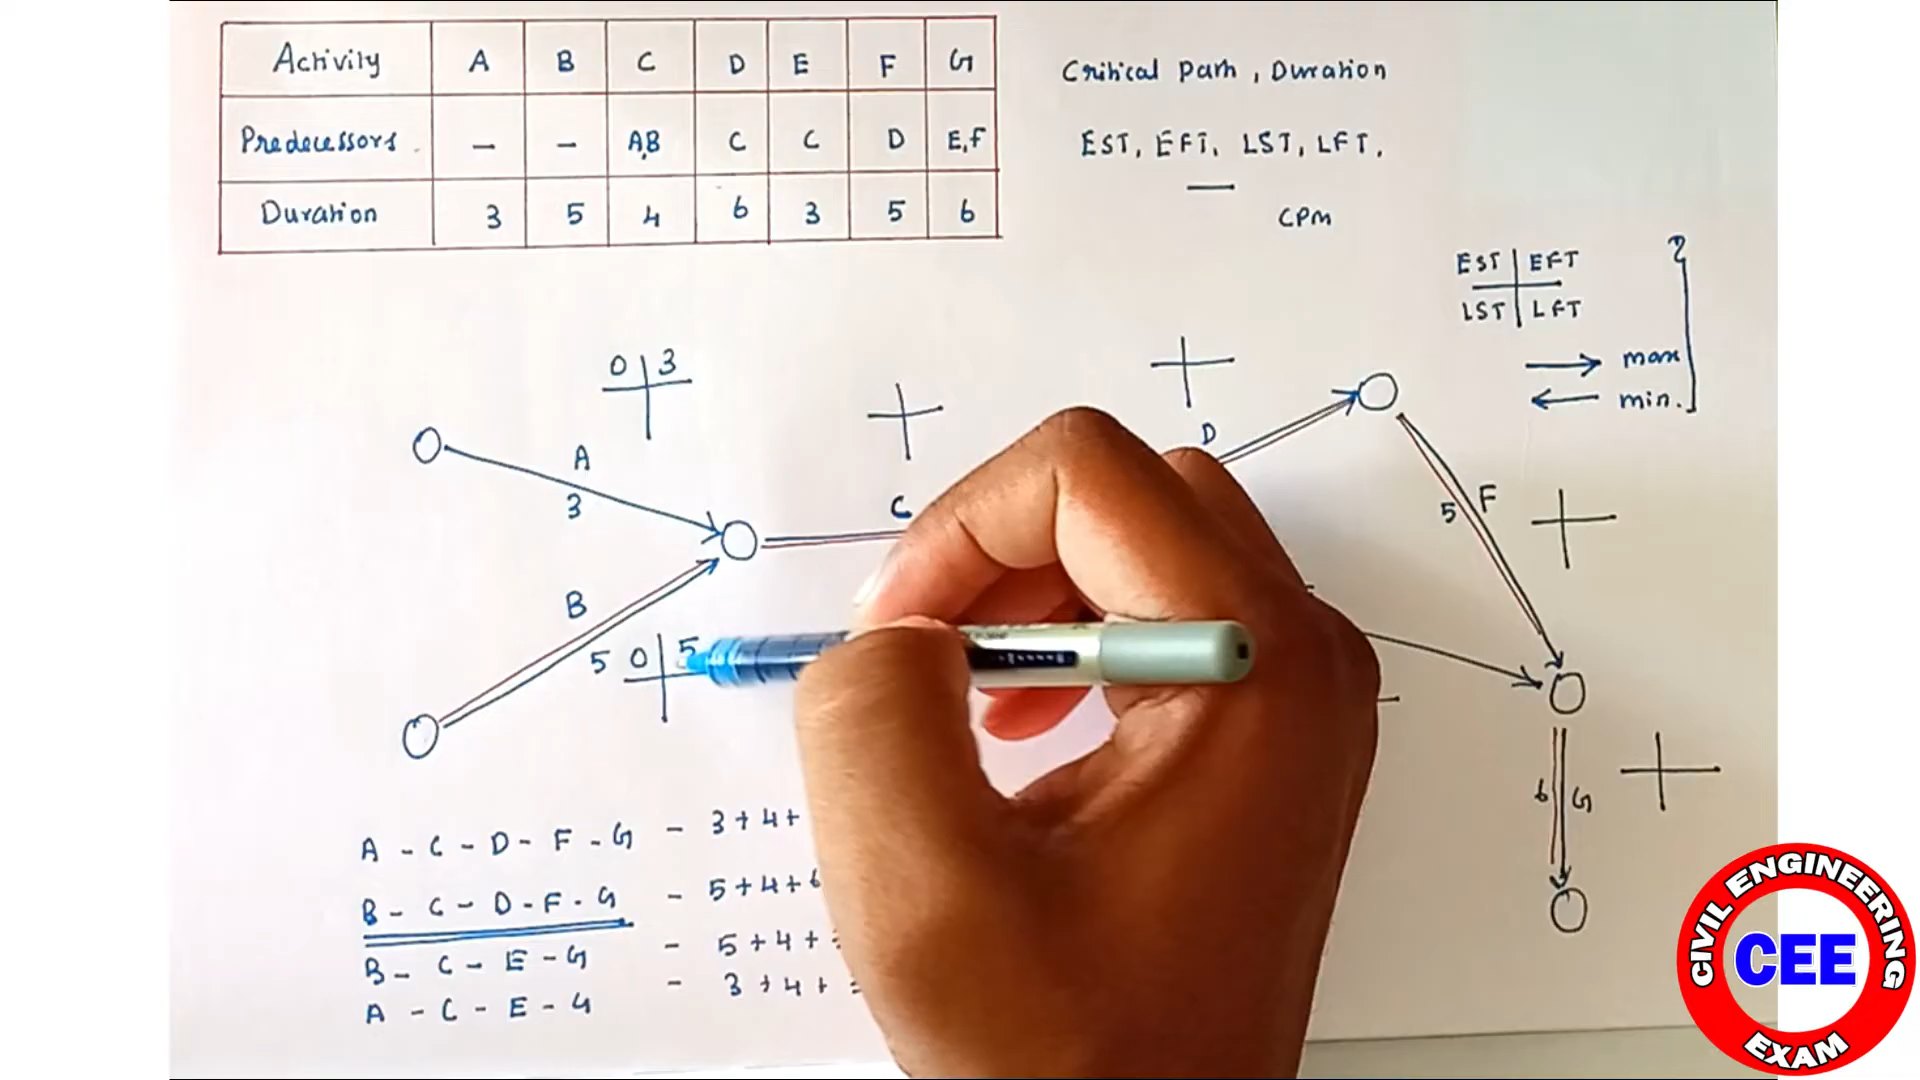 Activity A B C D E F G
Predecessors - - A,B C C D E,F
Duration 3 5 4 6 3 5 6
Critical Path, Duration
EST, EFT, LST, LFT.
CPM
EST EFT
LST LFT
max
min.
0 3
A
3
C
D
F
5
B
5
0 5
6 G
A - C - D - F - G - 3+4+
B - C - D - F - G - 5+4+6
B - C - E - G - 5+4+
A - C - E - G - 3+4+
CIVIL ENGINEERING
CEE
EXAM